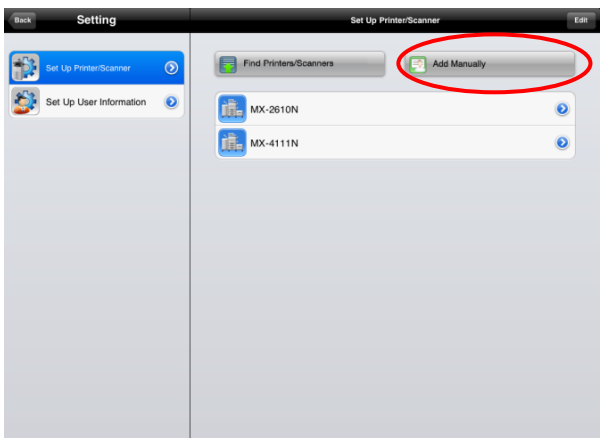 Back
Setting
Set Up Printer/Scanner
Edit
Set Up Printer/Scanner
Set Up User Information
Find Printers/Scanners
Add Manually
MX-2610N
MX-4111N